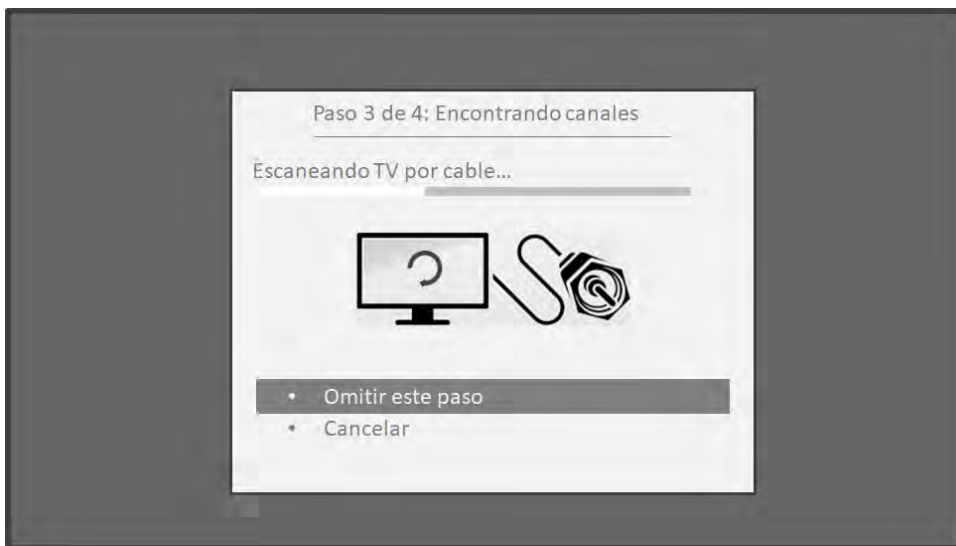 Paso 3 de 4: Encontrando canales
Escaneando TV por cable...
• Omitir este paso
• Cancelar